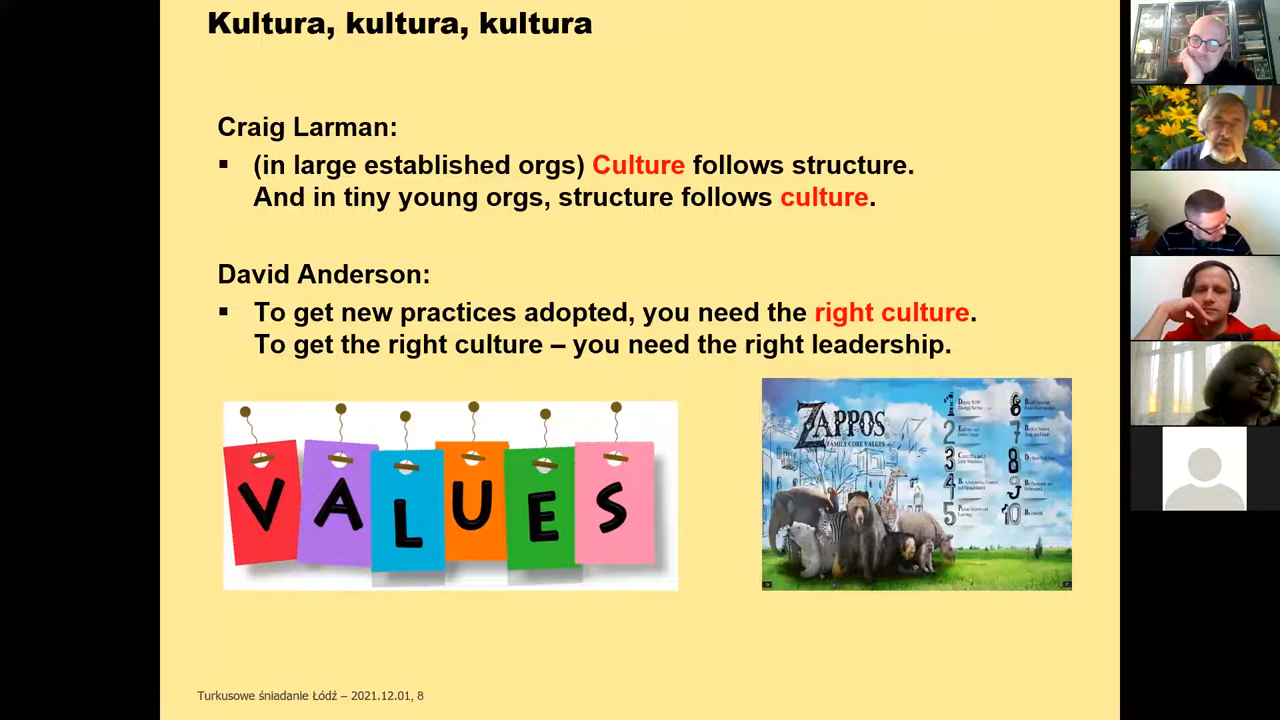 Kultura, kultura, kultura
Craig Larman:
▪ (in large established orgs) Culture follows structure.
And in tiny young orgs, structure follows culture.
David Anderson:
▪ To get new practices adopted, you need the right culture.
To get the right culture – you need the right leadership.
VALUES
ZAPPOS
FAMILY CORE VALUES
1
2
3
4
5
6
7
8
9
10
Turkusowe śniadanie Łódź – 2021.12.01, 8